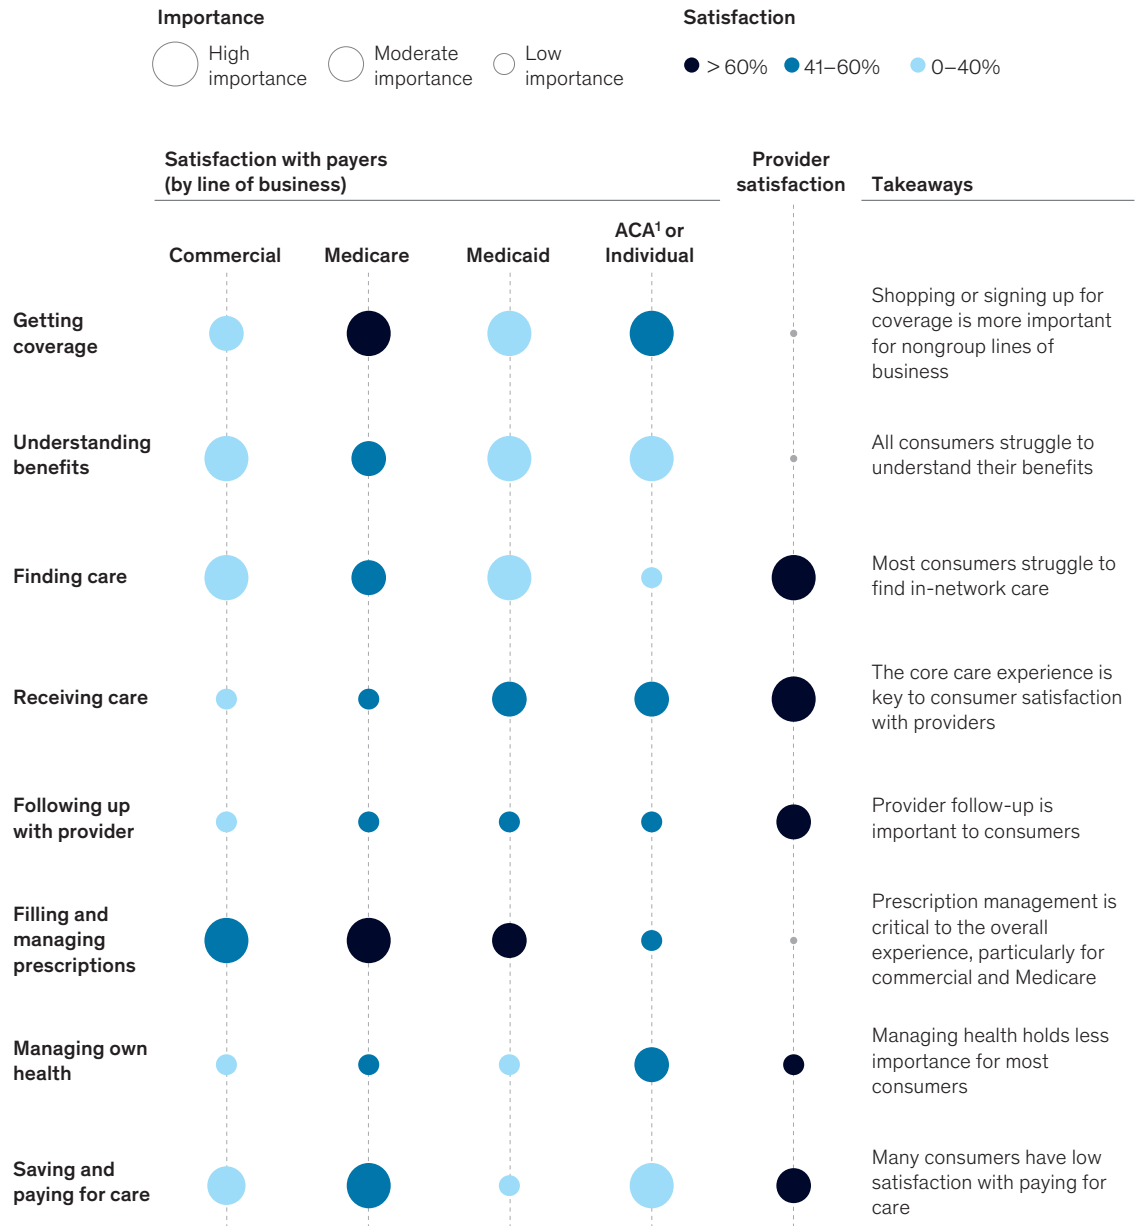 Importance
High
importance
Moderate
importance
Low
importance
Satisfaction
> 60%
41–60%
0–40%
Satisfaction with payers
(by line of business)
Provider
satisfaction
Takeaways
Commercial
Medicare
Medicaid
ACA¹ or
Individual
Getting
coverage
Shopping or signing up for
coverage is more important
for nongroup lines of
business
Understanding
benefits
All consumers struggle to
understand their benefits
Finding care
Most consumers struggle to
find in-network care
Receiving care
The core care experience is
key to consumer satisfaction
with providers
Following up
with provider
Provider follow-up is
important to consumers
Filling and
managing
prescriptions
Prescription management is
critical to the overall
experience, particularly for
commercial and Medicare
Managing own
health
Managing health holds less
importance for most
consumers
Saving and
paying for care
Many consumers have low
satisfaction with paying for
care